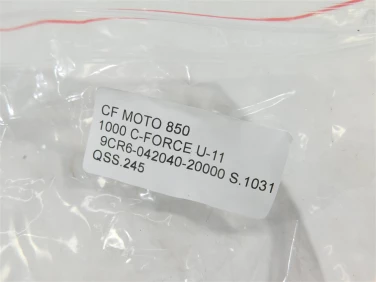 CF MOTO 850
1000 C-FORCE U-11
9CR6-042040-20000 S.1031
QSS.245